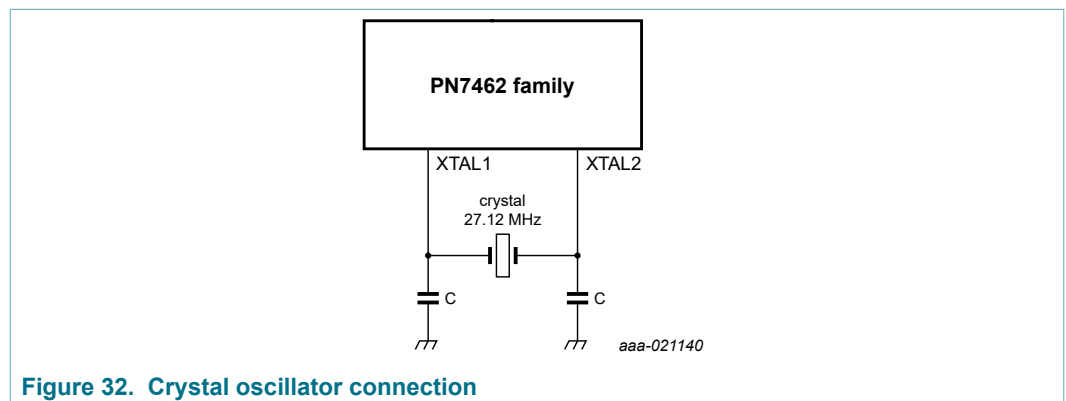 PN7462 family
XTAL1
XTAL2
crystal
27.12 MHz
C
C
aaa-021140
Figure 32. Crystal oscillator connection